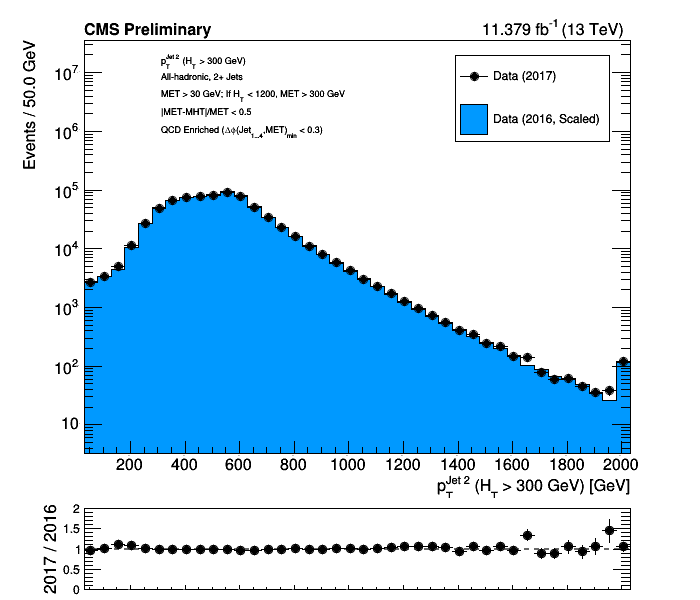 CMS Preliminary 11.379 fb⁻¹ (13 TeV)
Events / 50.0 GeV
p_T^{Jet 2} (H_T > 300 GeV)
All-hadronic, 2+ Jets
MET > 30 GeV; If H_T < 1200, MET > 300 GeV
|MET-MHT|/MET < 0.5
QCD Enriched (Δφ(Jet_{1...4},MET)_{min} < 0.3)
Data (2017)
Data (2016, Scaled)
10⁷
10⁶
10⁵
10⁴
10³
10²
10
200 400 600 800 1000 1200 1400 1600 1800 2000
p_T^{Jet 2} (H_T > 300 GeV) [GeV]
2017 / 2016
2
1.5
1
0.5
0